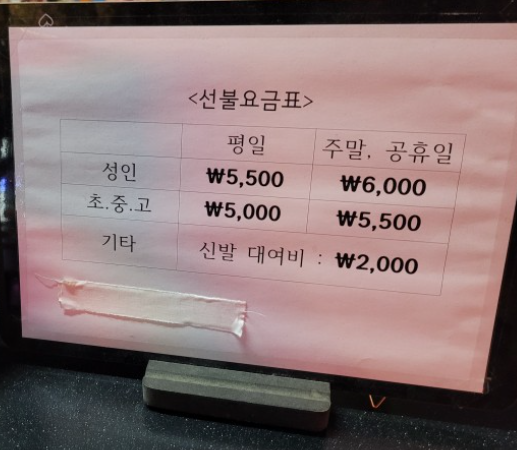 <선불요금표>
평일 주말, 공휴일
성인 ₩5,500 ₩6,000
초.중.고 ₩5,000 ₩5,500
기타 신발 대여비 : ₩2,000